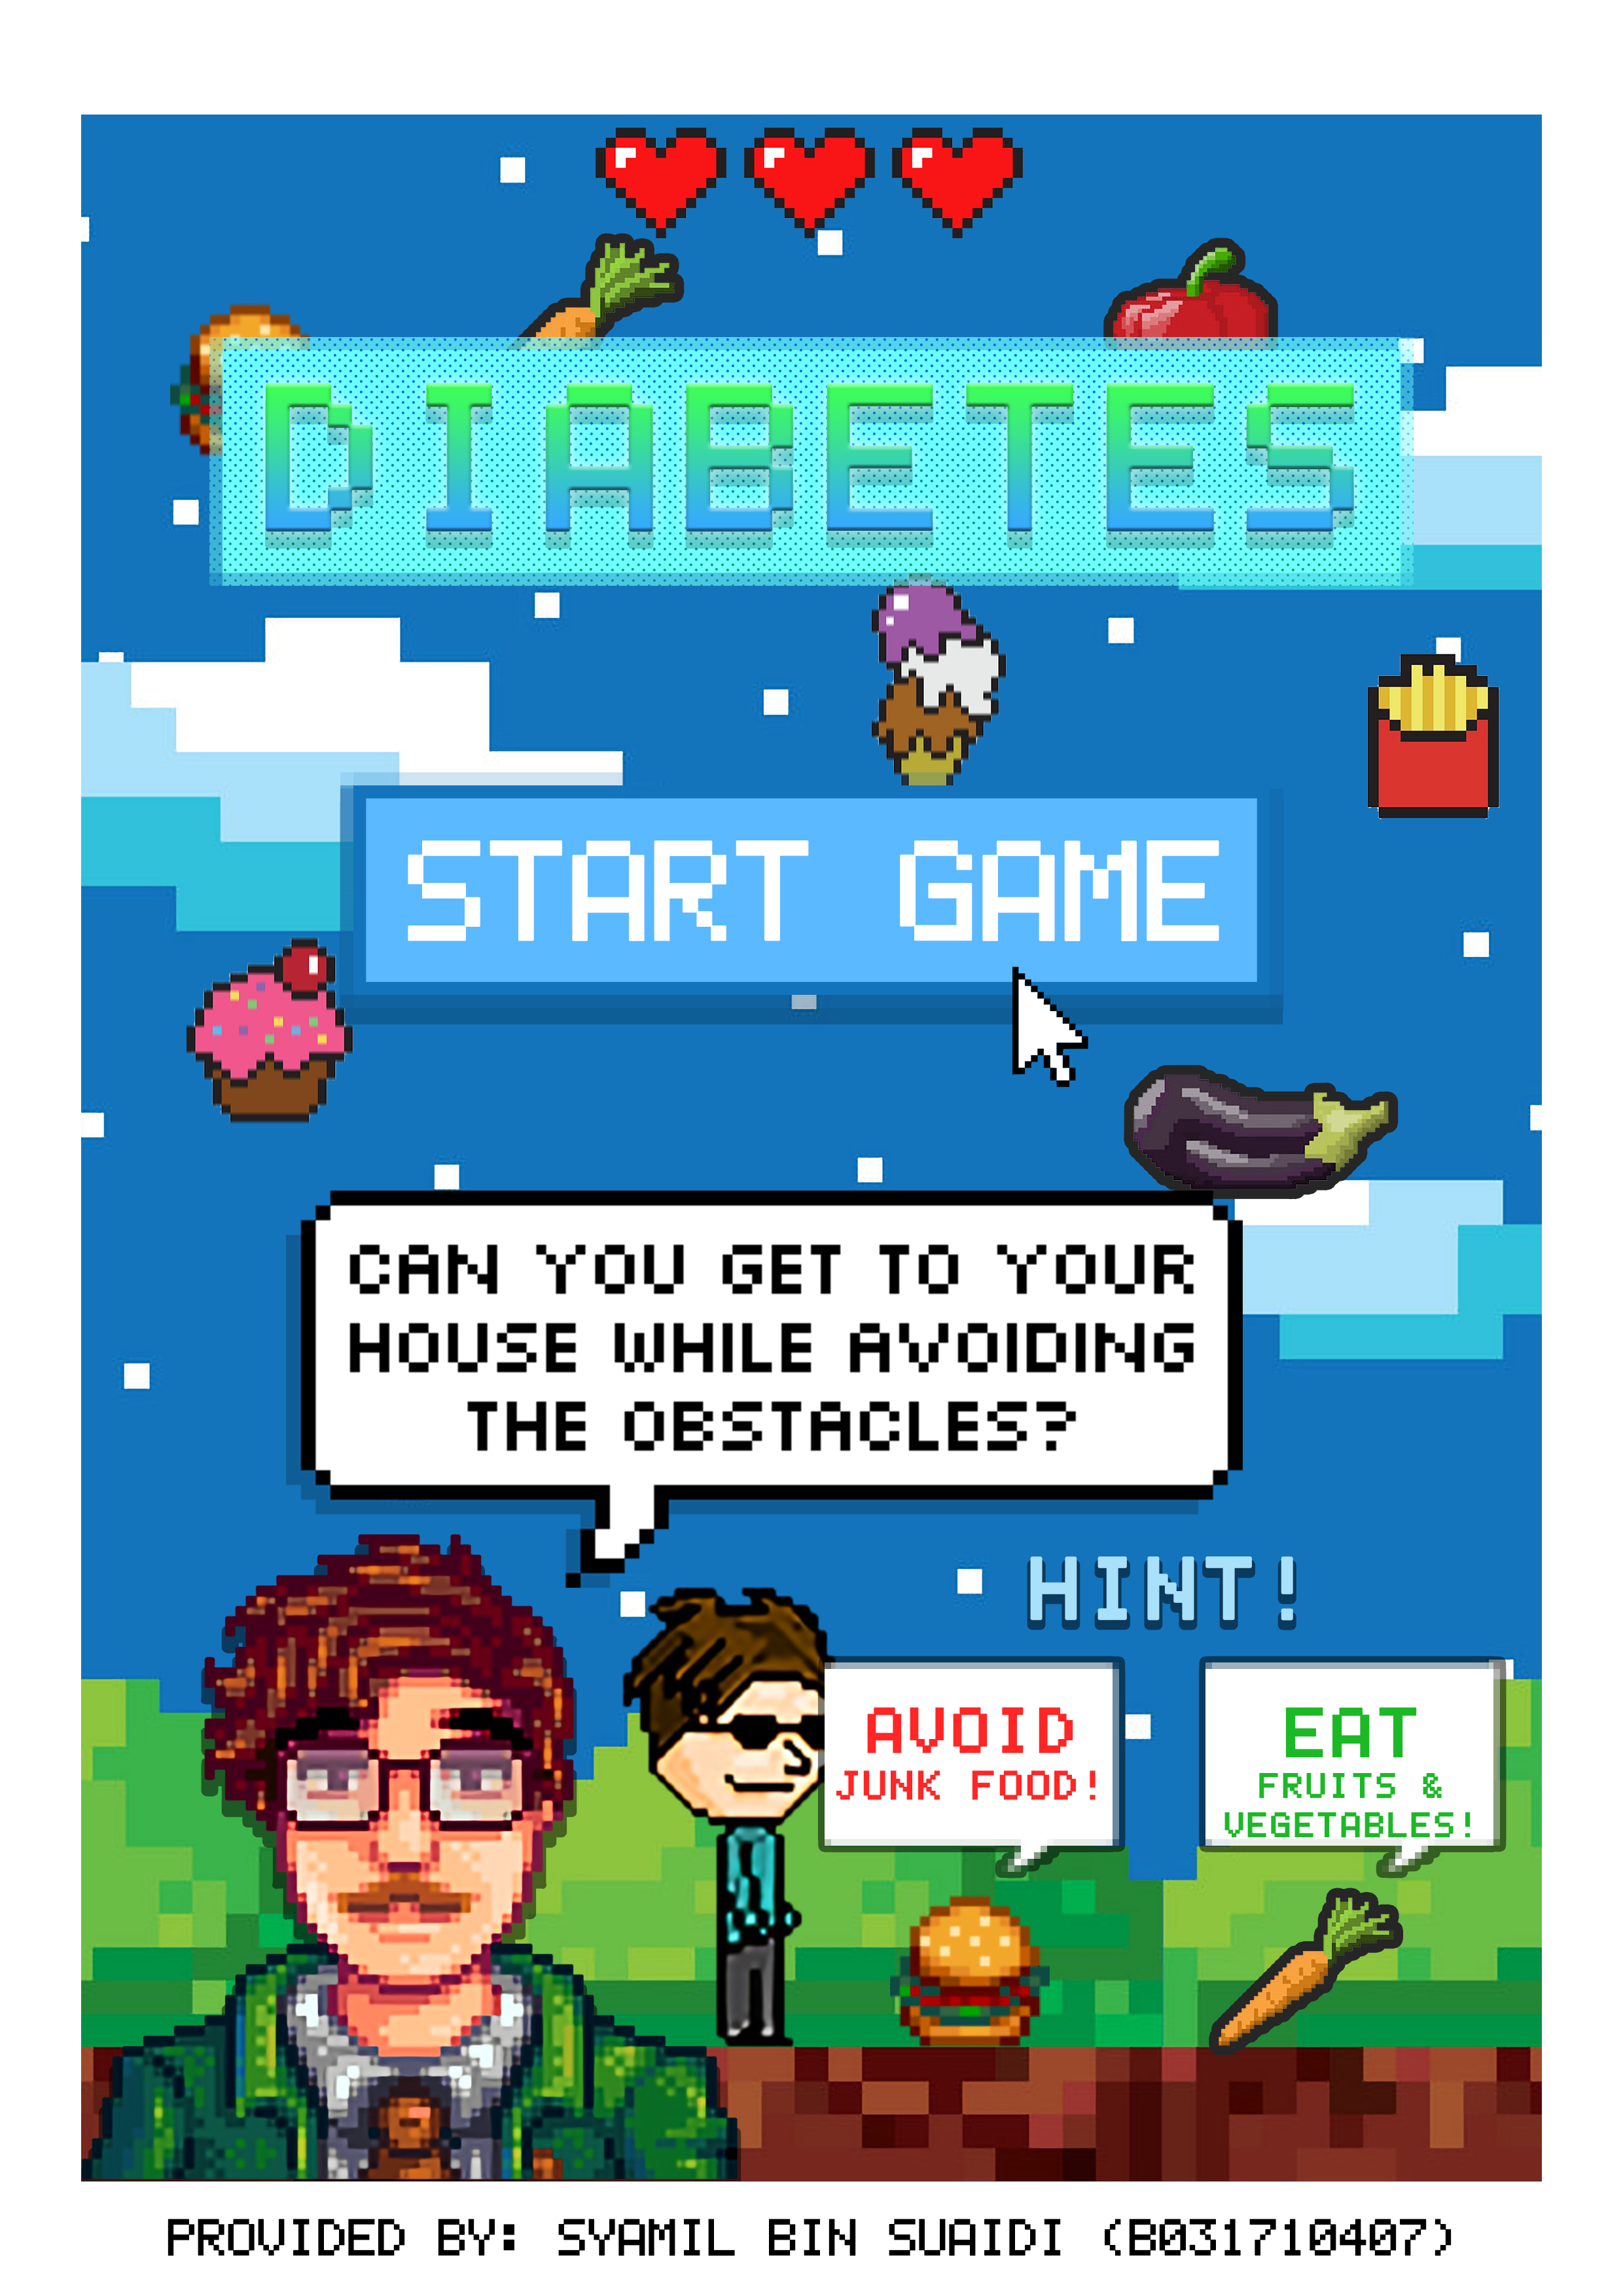 DIABETES
START GAME
CAN YOU GET TO YOUR
HOUSE WHILE AVOIDING
THE OBSTACLES?
HINT!
AVOID
JUNK FOOD!
EAT
FRUITS &
VEGETABLES!
PROVIDED BY: SYAMIL BIN SUAIDI (B031710407)